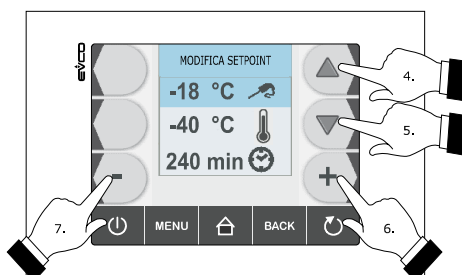 EVCO
MODIFICA SETPOINT
-18 °C
-40 °C
240 min
-
+
MENU
BACK
4.
5.
6.
7.